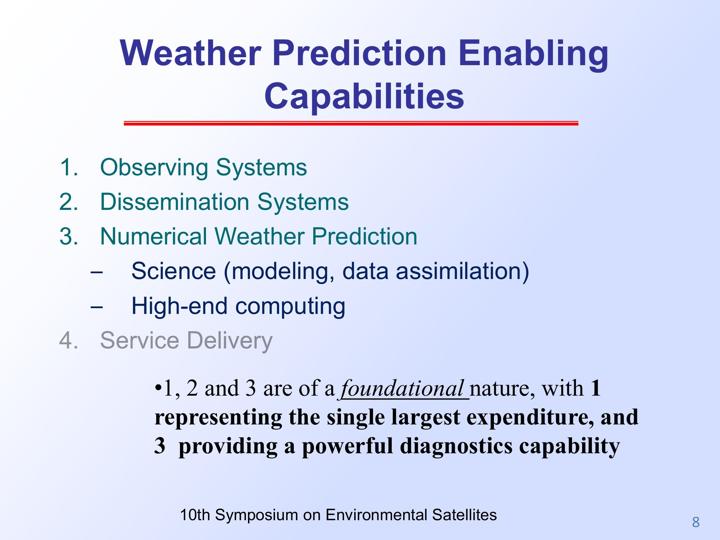 Weather Prediction Enabling
Capabilities
1. Observing Systems
2. Dissemination Systems
3. Numerical Weather Prediction
– Science (modeling, data assimilation)
– High-end computing
4. Service Delivery
•1, 2 and 3 are of a foundational nature, with 1
representing the single largest expenditure, and
3 providing a powerful diagnostics capability
10th Symposium on Environmental Satellites
8